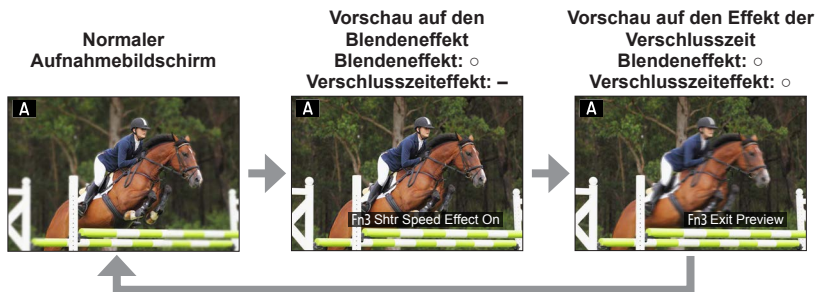 Normaler
Aufnahmebildschirm
Vorschau auf den
Blendeneffekt
Blendeneffekt: ○
Verschlusszeiteffekt: –
Vorschau auf den Effekt der
Verschlusszeit
Blendeneffekt: ○
Verschlusszeiteffekt: ○
A
A
Fn3 Shtr Speed Effect On
A
Fn3 Exit Preview